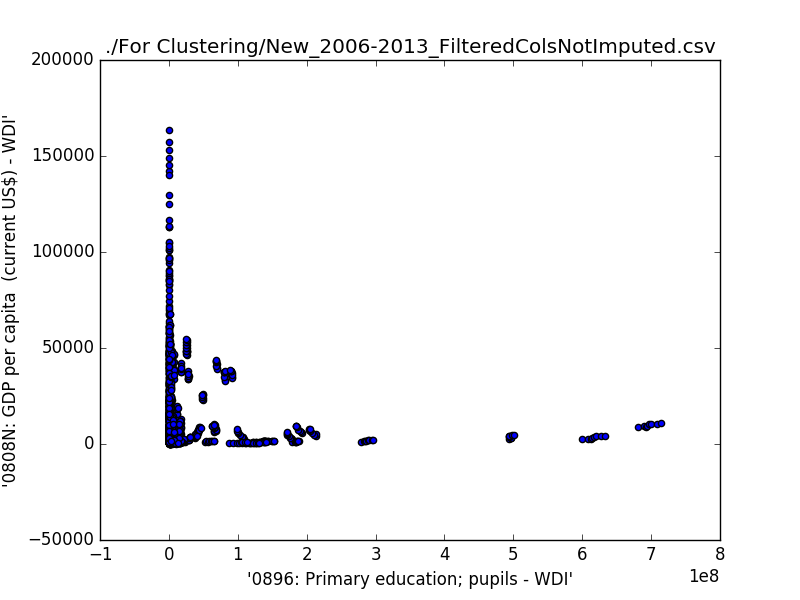 ./For Clustering/New_2006-2013_FilteredColsNotImputed.csv
200000
150000
100000
50000
0
−50000
'0808N: GDP per capita  (current US$) - WDI'
−1 0 1 2 3 4 5 6 7 8
1e8
'0896: Primary education; pupils - WDI'